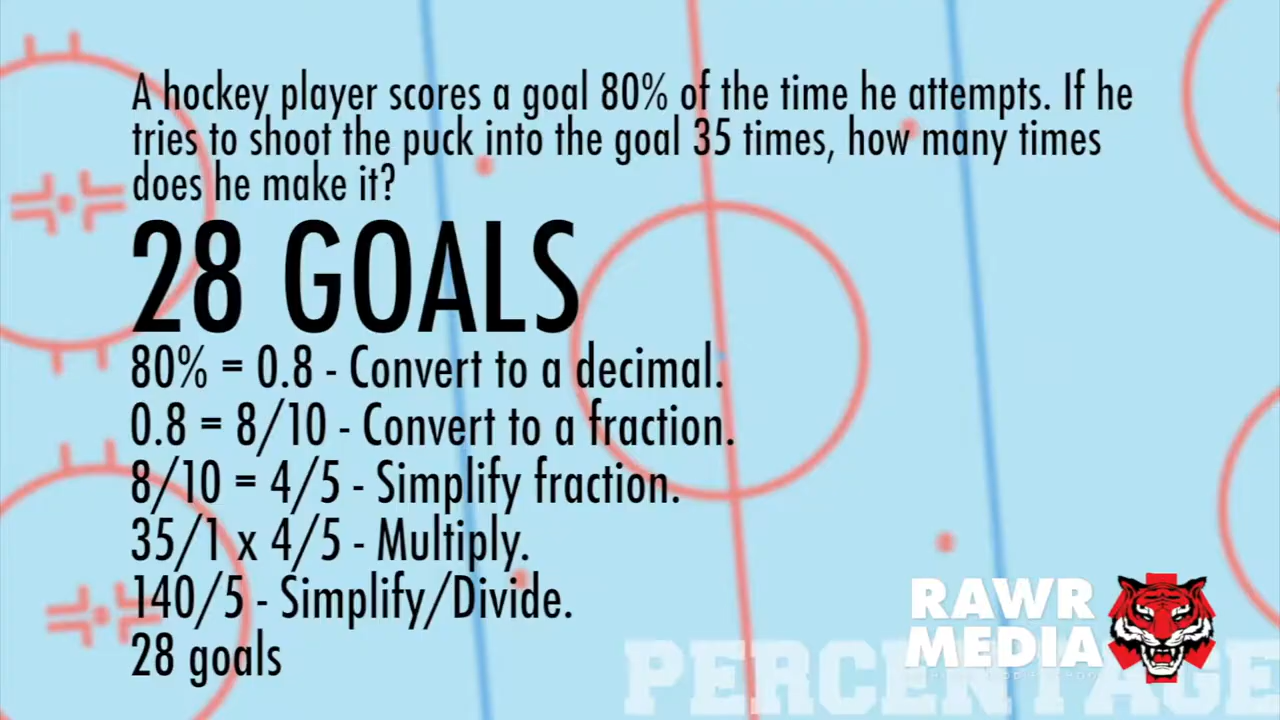 A hockey player scores a goal 80% of the time he attempts. If he
tries to shoot the puck into the goal 35 times, how many times
does he make it?
28 GOALS
80% = 0.8 - Convert to a decimal.
0.8 = 8/10 - Convert to a fraction.
8/10 = 4/5 - Simplify fraction.
35/1 x 4/5 - Multiply.
140/5 - Simplify/Divide.
28 goals
RAWR
MEDIA
PERCENTAGE